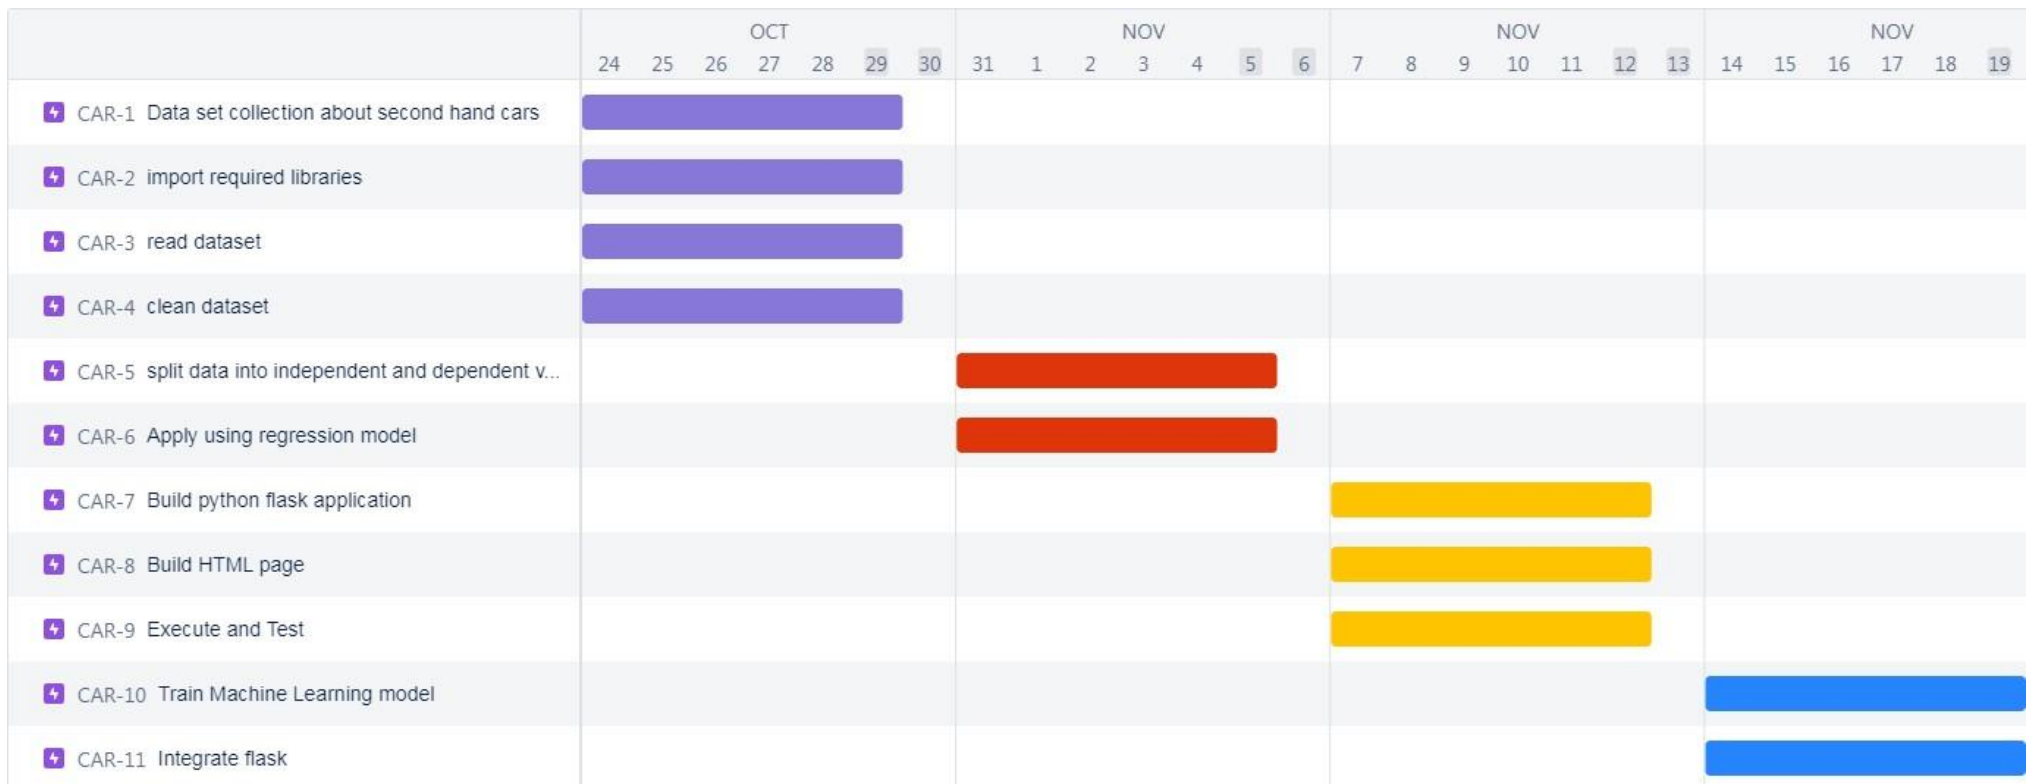 OCT NOV NOV NOV
24 25 26 27 28 29 30 31 1 2 3 4 5 6 7 8 9 10 11 12 13 14 15 16 17 18 19
CAR-1 Data set collection about second hand cars
CAR-2 import required libraries
CAR-3 read dataset
CAR-4 clean dataset
CAR-5 split data into independent and dependent v...
CAR-6 Apply using regression model
CAR-7 Build python flask application
CAR-8 Build HTML page
CAR-9 Execute and Test
CAR-10 Train Machine Learning model
CAR-11 Integrate flask